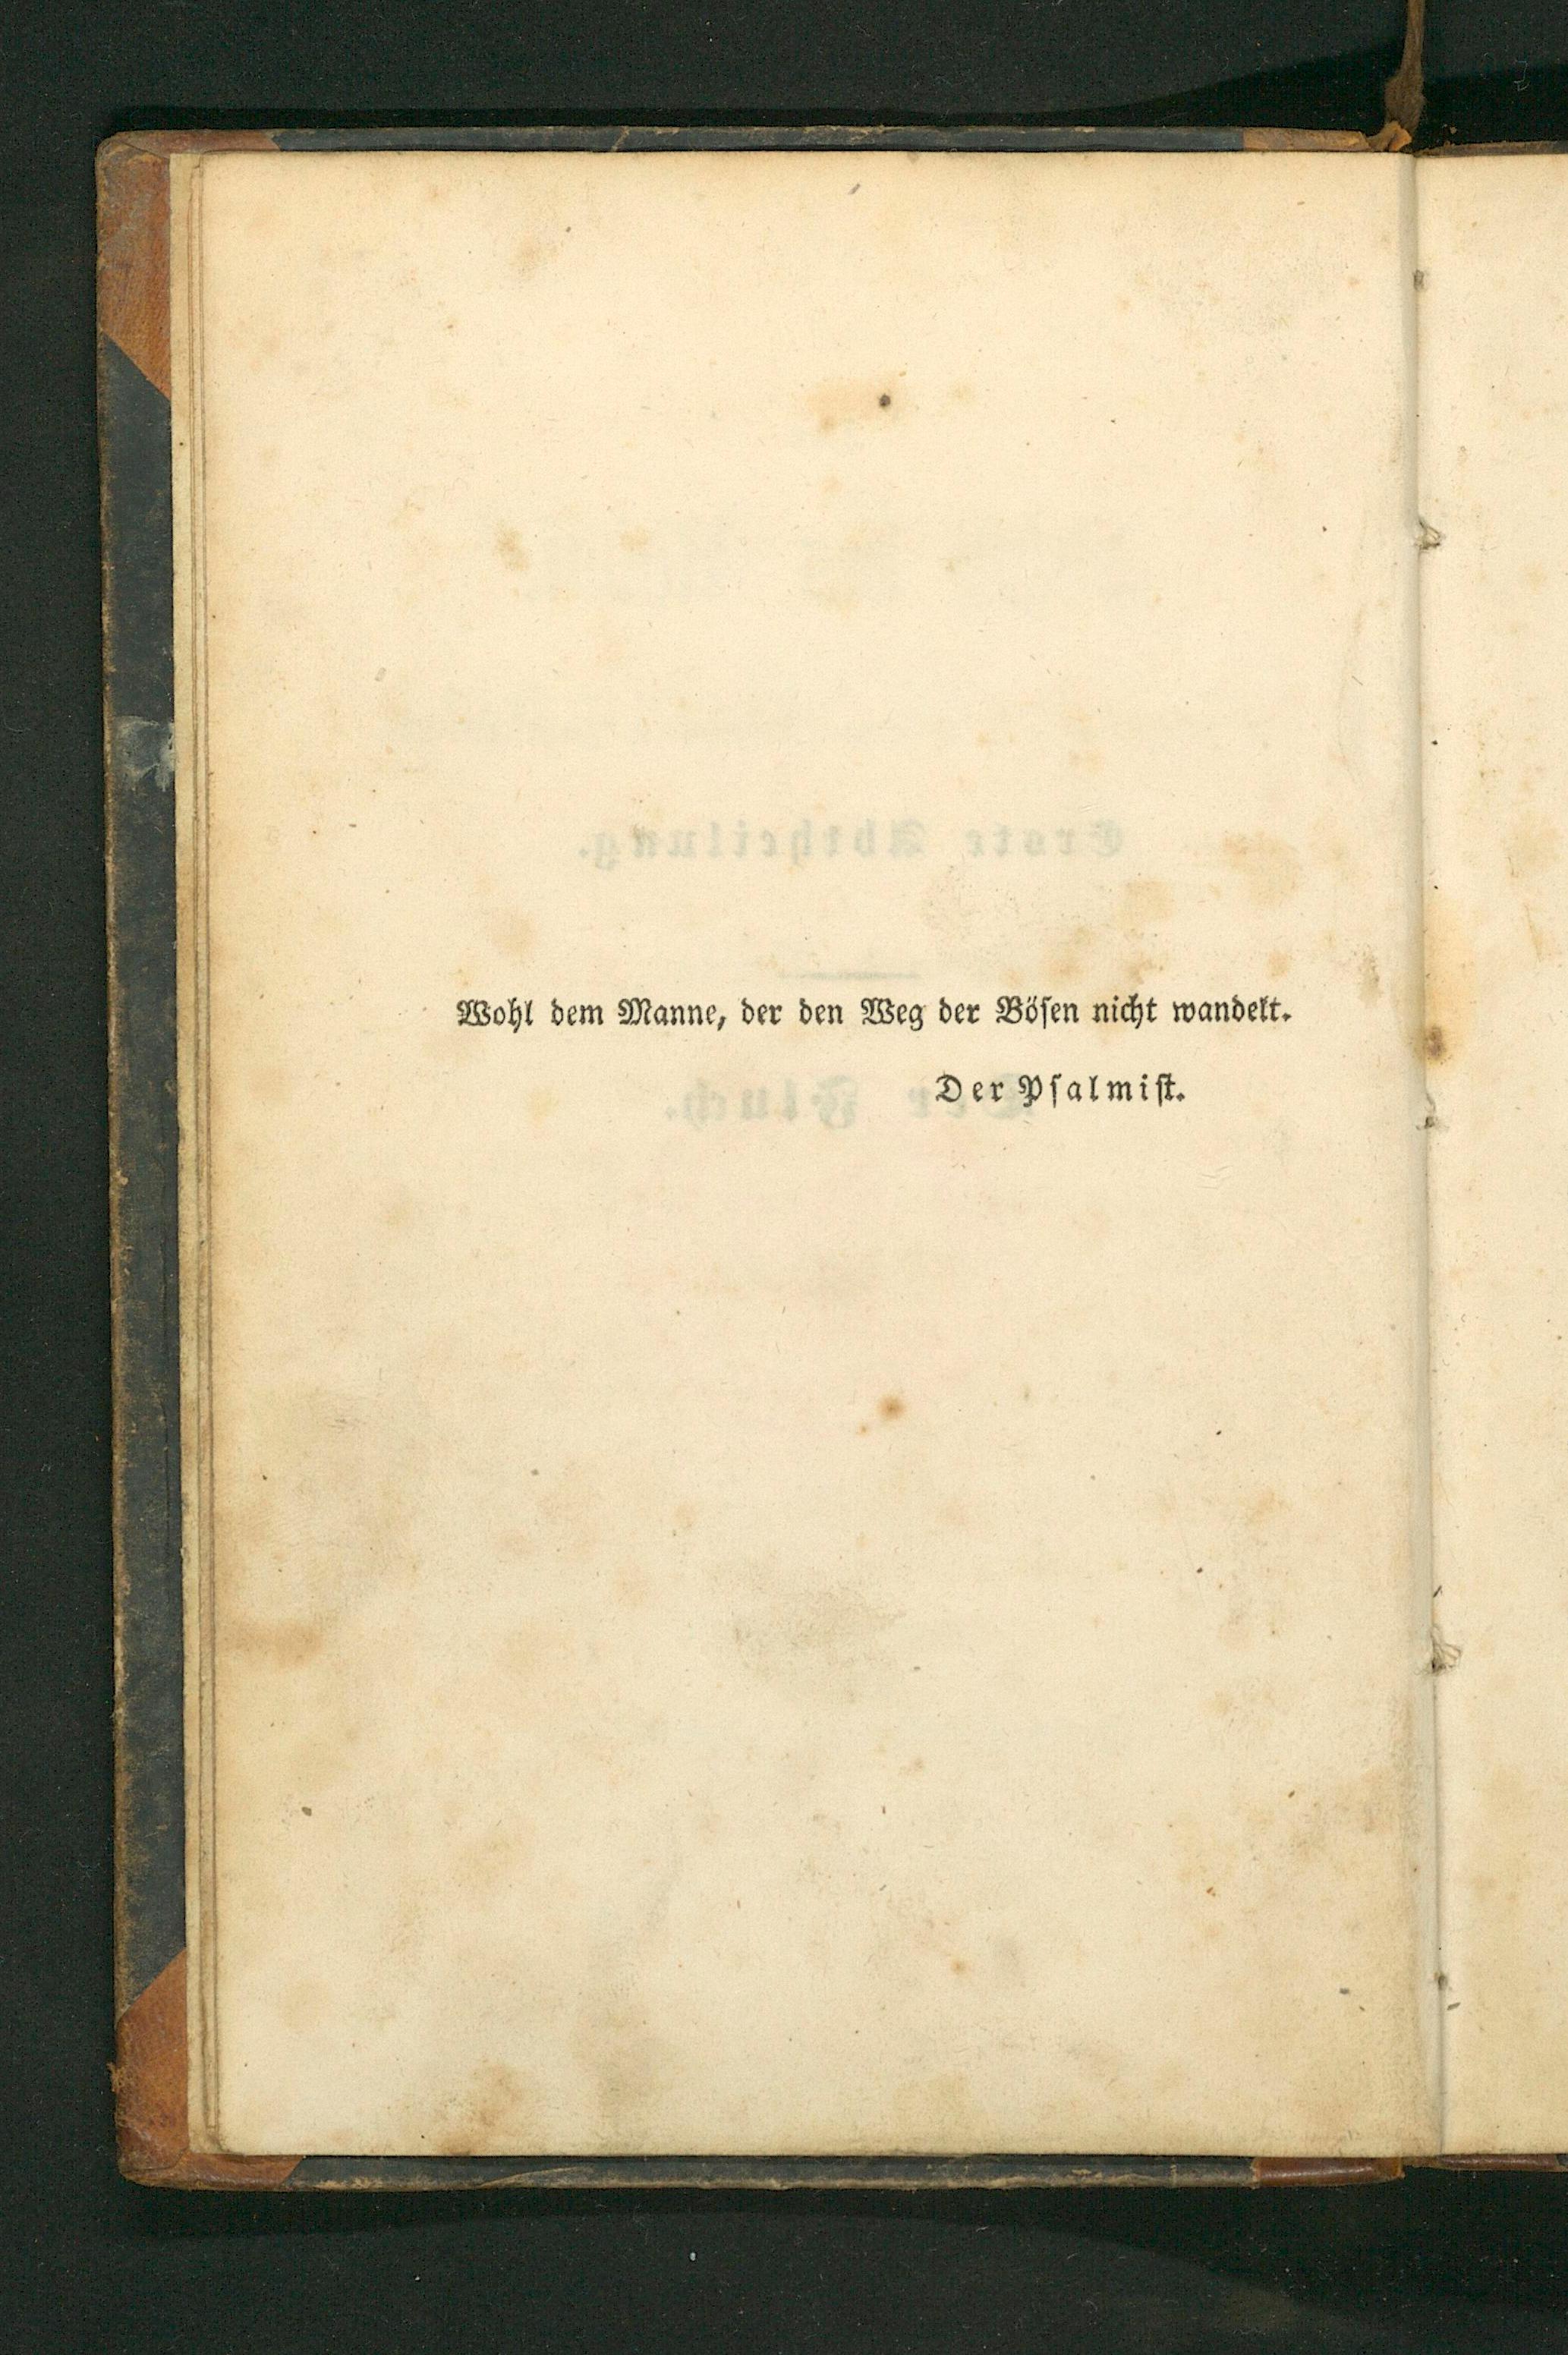 Wohl dem Manne, der den Weg der Bösen nicht wandelt.
Der Psalmist.